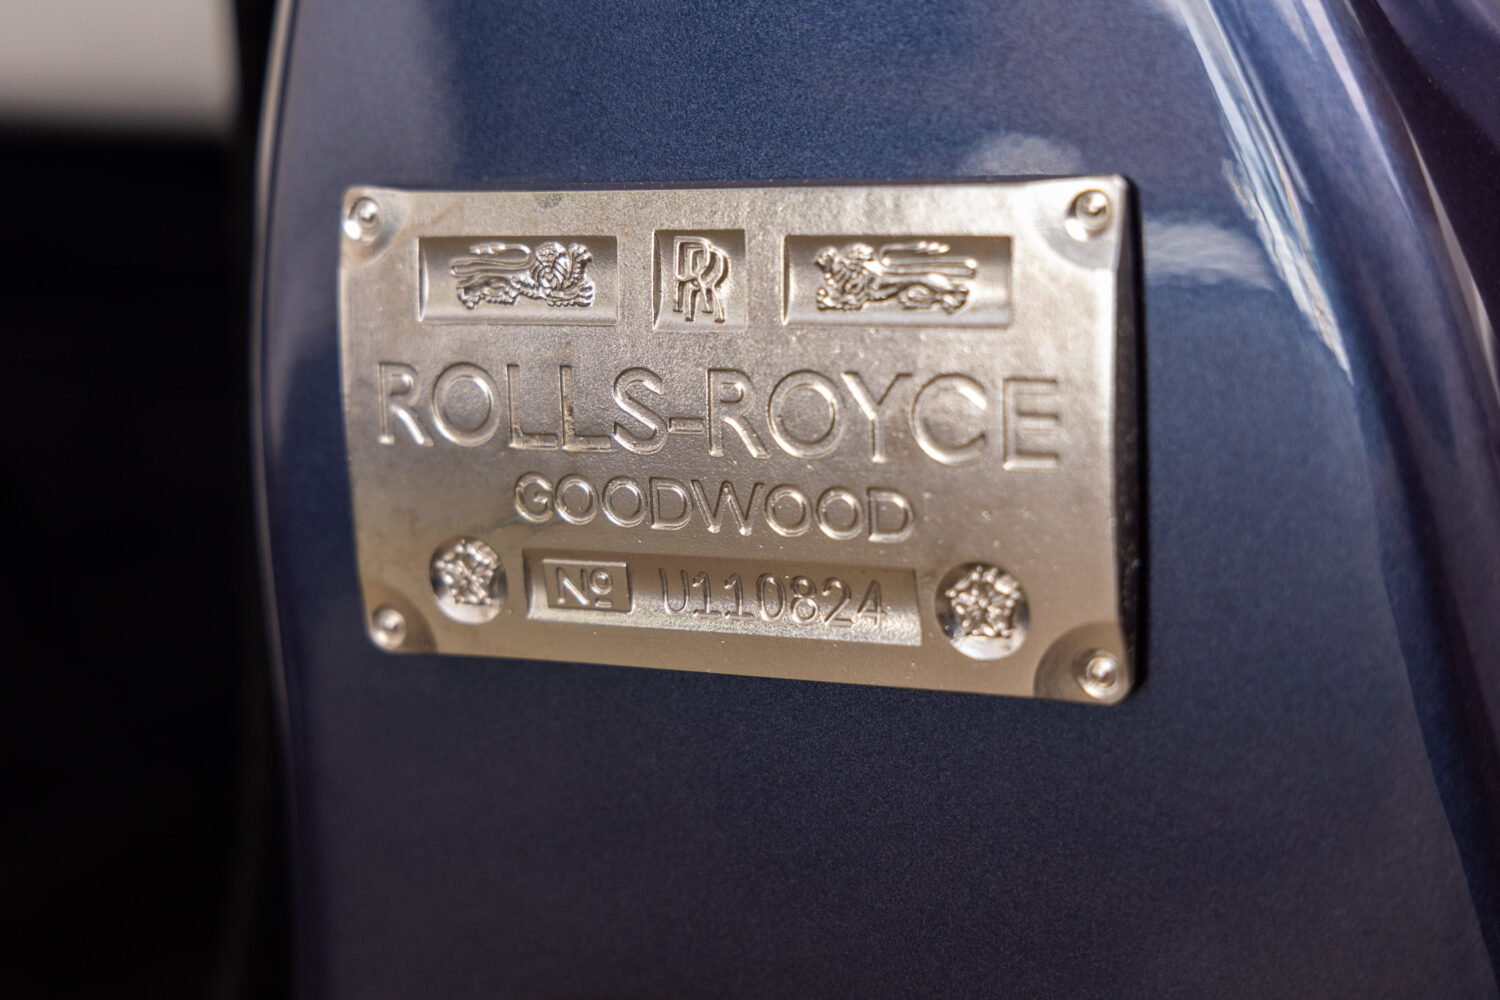 RR
ROLLS-ROYCE
GOODWOOD
Nº U110824